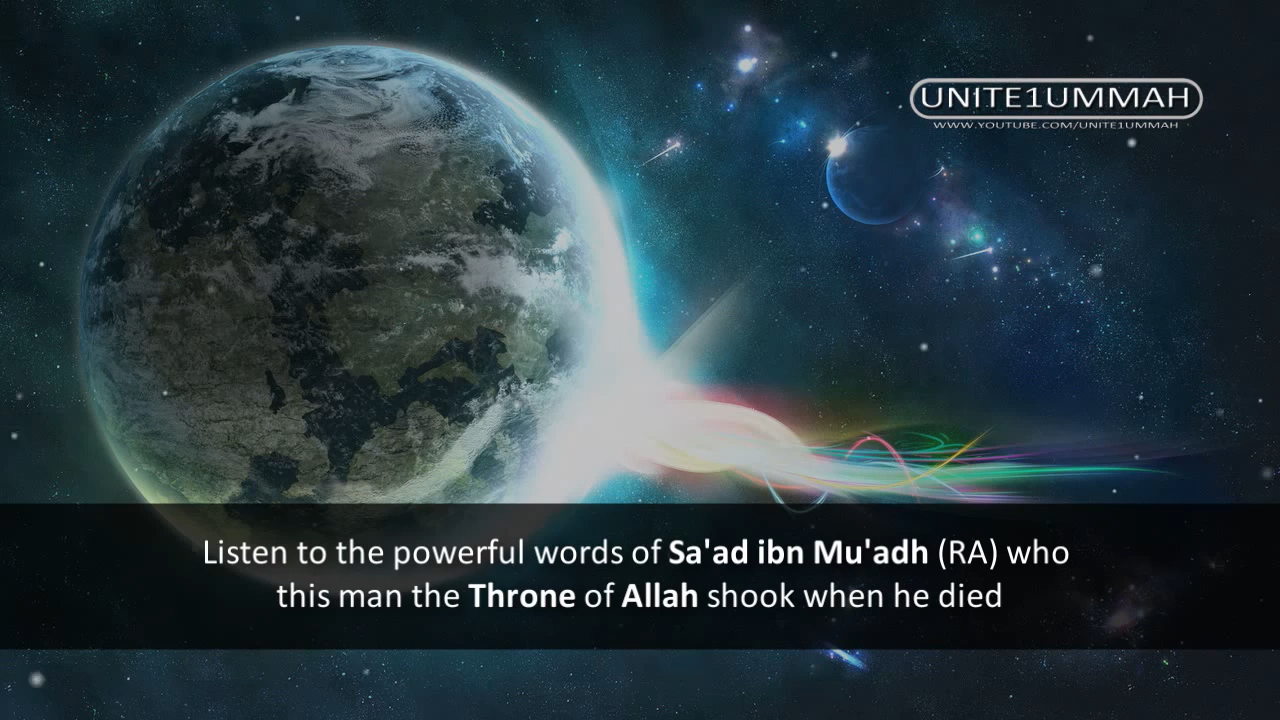 UNITE1UMMAH
WWW.YOUTUBE.COM/UNITE1UMMAH
Listen to the powerful words of Sa'ad ibn Mu'adh (RA) who
this man the Throne of Allah shook when he died